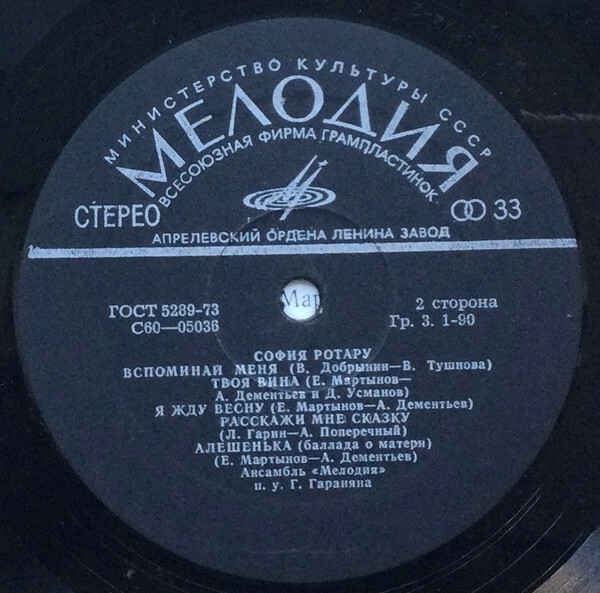 МИНИСТЕРСТВО КУЛЬТУРЫ СССР
МЕЛОДИЯ
ВСЕСОЮЗНАЯ ФИРМА ГРАМПЛАСТИНОК
СТЕРЕО
33
АПРЕЛЕВСКИЙ ОРДЕНА ЛЕНИНА ЗАВОД
Мар
ГОСТ 5289-73
2 сторона
С60—05036
Гр. 3. 1-90
СОФИЯ РОТАРУ
ВСПОМИНАЙ МЕНЯ (В. Добрынин—В. Тушнова)
ТВОЯ ВИНА (Е. Мартынов—
А. Дементьев и Д. Усманов)
Я ЖДУ ВЕСНУ (Е. Мартынов—А. Дементьев)
РАССКАЖИ МНЕ СКАЗКУ
(Л. Гарин—А. Поперечный)
АЛЕШЕНЬКА (баллада о матери)
(Е. Мартынов—А. Дементьев)
Ансамбль «Мелодия»
п. у. Г. Гараняна